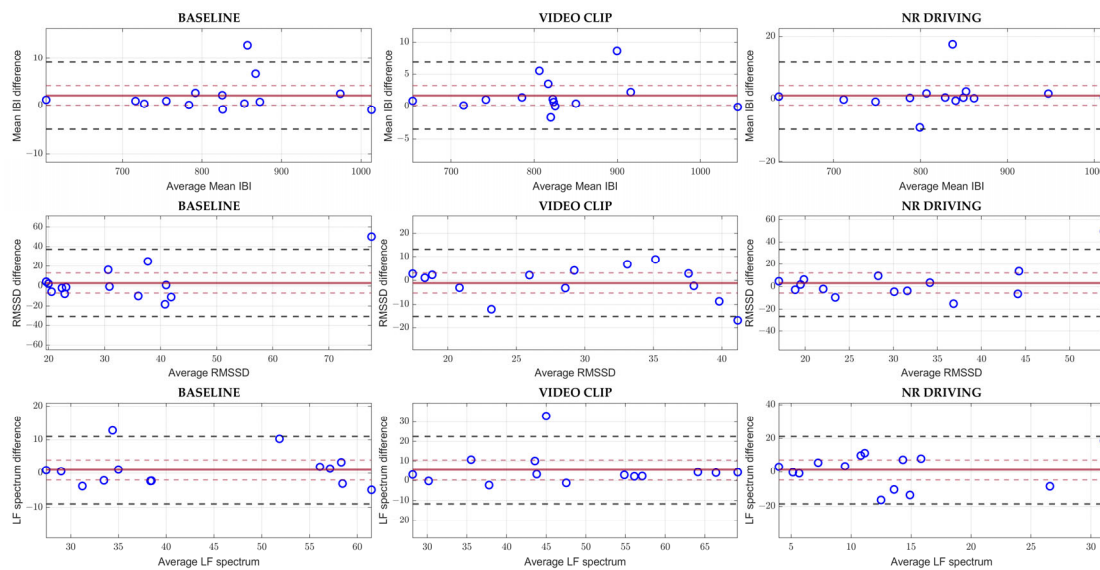 BASELINE VIDEO CLIP NR DRIVING
Mean IBI difference
10
0
−10
700 800 900 1000
Average Mean IBI
Mean IBI difference
10
5
0
−5
700 800 900 1000
Average Mean IBI
Mean IBI difference
20
0
−20
700 800 900 1000
Average Mean IBI
BASELINE VIDEO CLIP NR DRIVING
RMSSD difference
60
40
20
0
−20
−40
−60
20 30 40 50 60 70
Average RMSSD
RMSSD difference
20
10
0
−10
−20
20 25 30 35 40
Average RMSSD
RMSSD difference
60
40
20
0
−20
−40
20 25 30 35 40 45 50
Average RMSSD
BASELINE VIDEO CLIP NR DRIVING
LF spectrum difference
20
10
0
−10
30 35 40 45 50 55 60
Average LF spectrum
LF spectrum difference
30
20
10
0
10
20
30 35 40 45 50 55 60 65
Average LF spectrum
LF spectrum difference
40
20
0
−20
5 10 15 20 25 30
Average LF spectrum